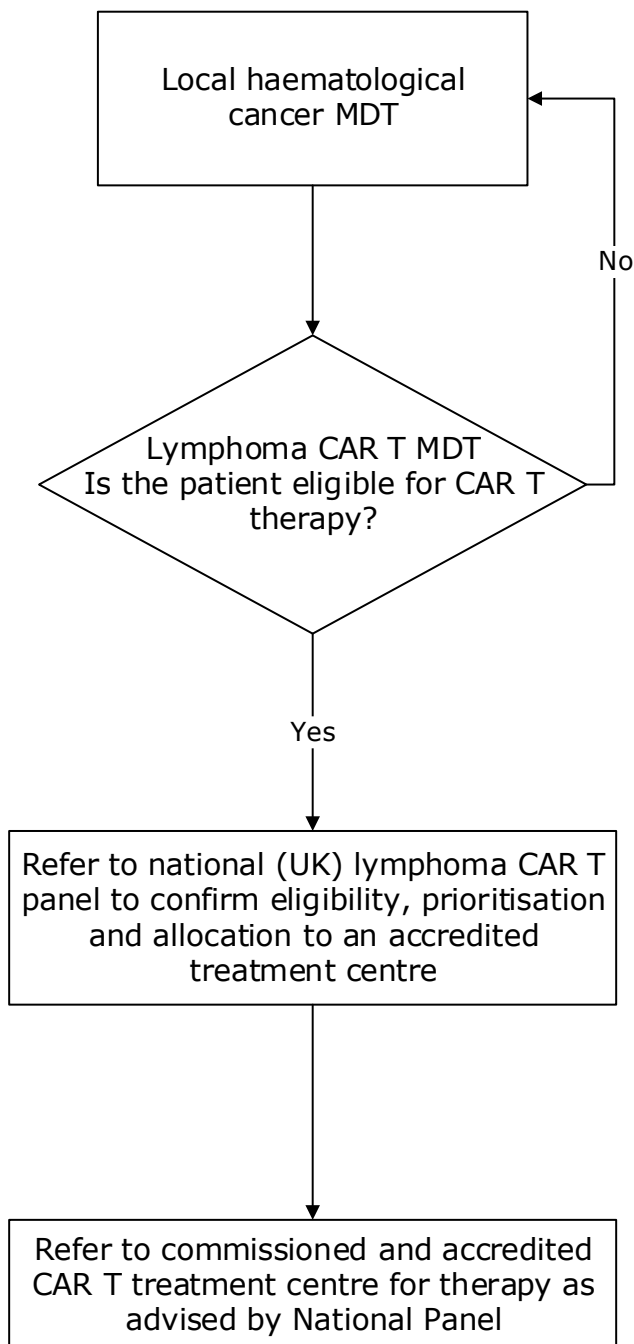 Local haematological
cancer MDT
No
Lymphoma CAR T MDT
Is the patient eligible for CAR T
therapy?
Yes
Refer to national (UK) lymphoma CAR T
panel to confirm eligibility, prioritisation
and allocation to an accredited
treatment centre
Refer to commissioned and accredited
CAR T treatment centre for therapy as
advised by National Panel